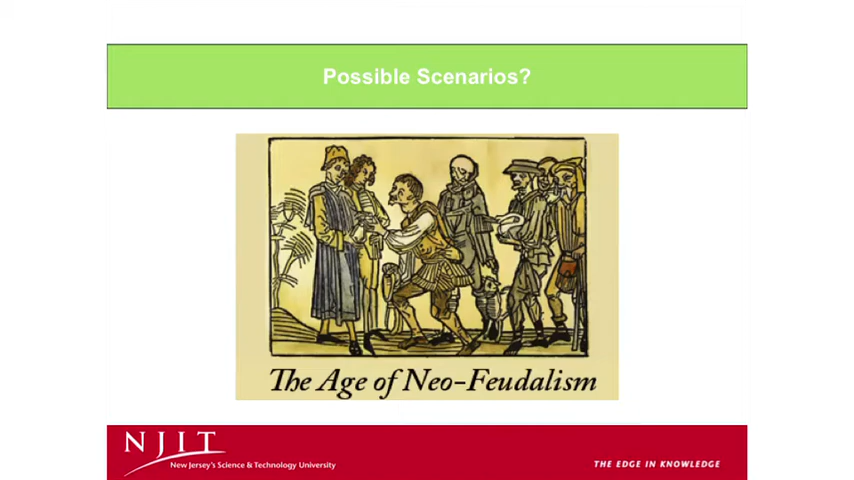 Possible Scenarios?
The Age of Neo-Feudalism
NJIT
New Jersey's Science & Technology University
THE EDGE IN KNOWLEDGE